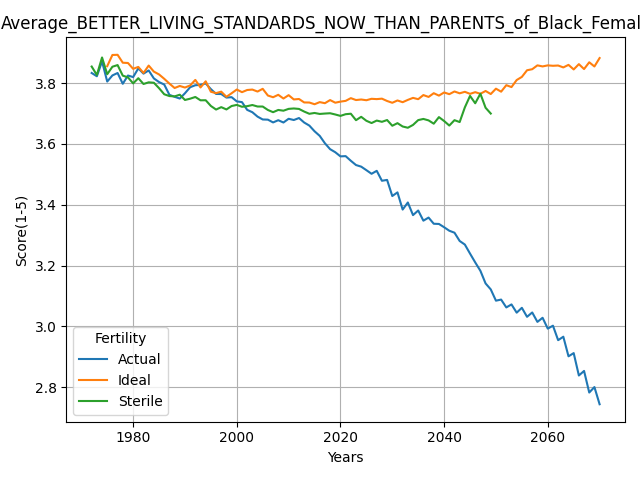 Average_BETTER_LIVING_STANDARDS_NOW_THAN_PARENTS_of_Black_Femal
Score(1-5)
3.8
3.6
3.4
3.2
3.0
2.8
Fertility
Actual
Ideal
Sterile
1980 2000 2020 2040 2060
Years